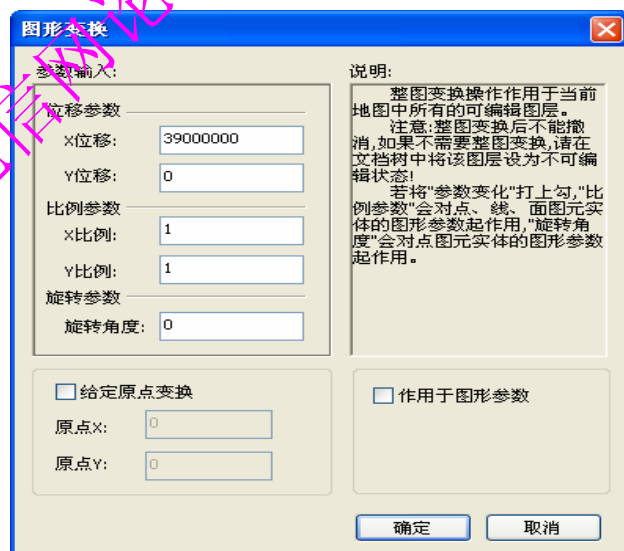 图形变换
参数输入:
位移参数
X位移: 39000000
Y位移: 0
比例参数
X比例: 1
Y比例: 1
旋转参数
旋转角度: 0
给定原点变换
原点X: 0
原点Y: 0
说明:
整图变换操作作用于当前
地图中所有的可编辑图层。
注意:整图变换后不能撤
消,如果不需要整图变换,请在
文档树中将该图层设为不可编
辑状态!
若将"参数变化"打上勾,"比
例参数"会对点、线、面图元实
体的图形参数起作用,"旋转角
度"会对点图元实体的图形参数
起作用。
作用于图形参数
确定 取消
信网论